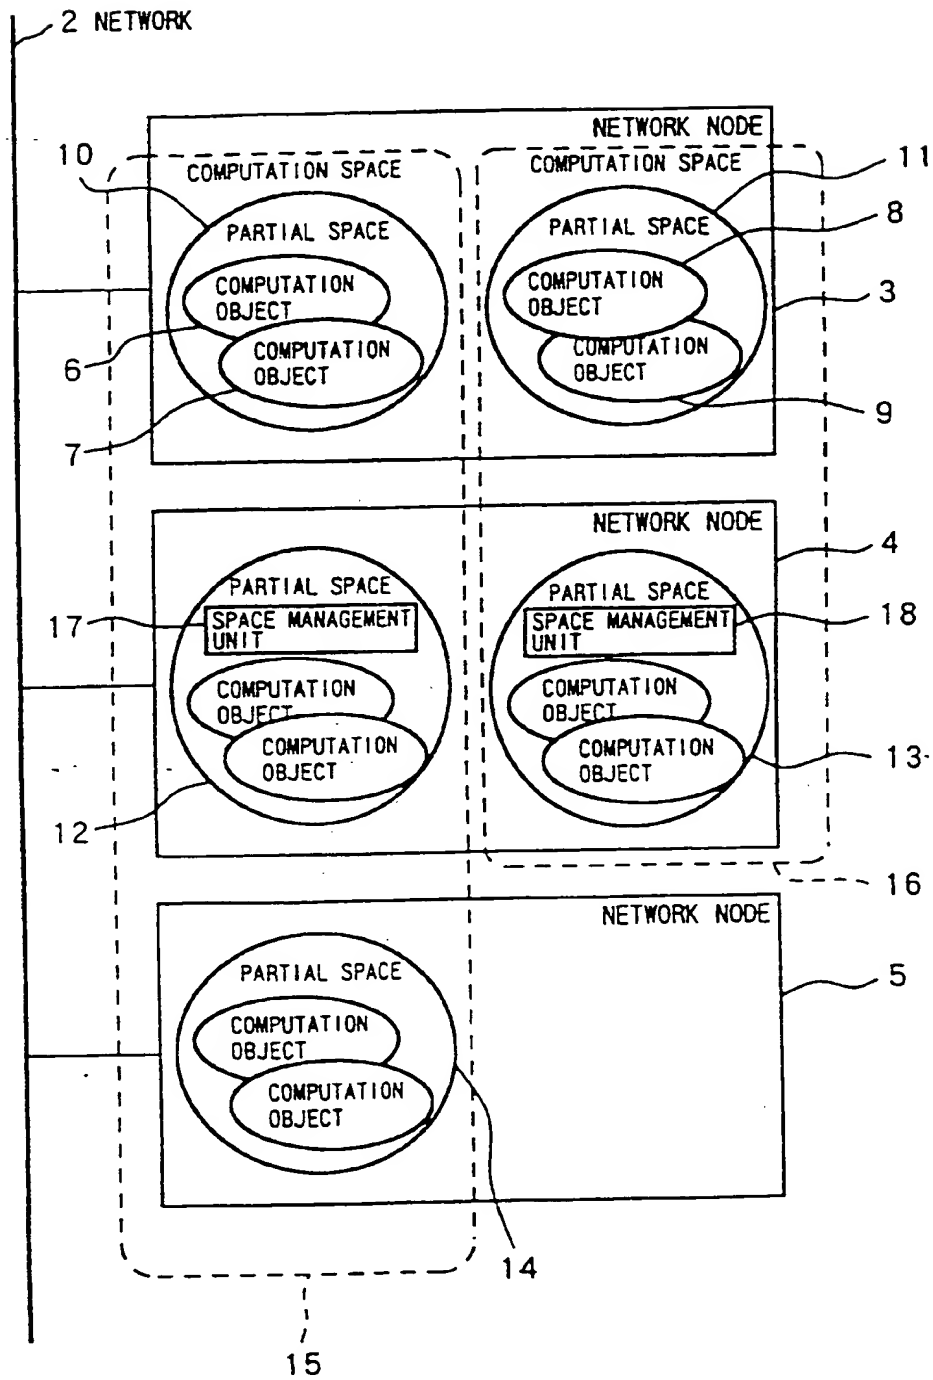 2 NETWORK
NETWORK NODE
10
COMPUTATION SPACE
COMPUTATION SPACE
11
PARTIAL SPACE
PARTIAL SPACE
8
COMPUTATION
OBJECT
COMPUTATION
OBJECT
3
6
COMPUTATION
OBJECT
COMPUTATION
OBJECT
7
9
NETWORK NODE
4
PARTIAL SPACE
PARTIAL SPACE
17
SPACE MANAGEMENT
UNIT
SPACE MANAGEMENT
UNIT
18
COMPUTATION
OBJECT
COMPUTATION
OBJECT
COMPUTATION
OBJECT
COMPUTATION
OBJECT
13
12
16
NETWORK NODE
PARTIAL SPACE
5
COMPUTATION
OBJECT
COMPUTATION
OBJECT
14
15